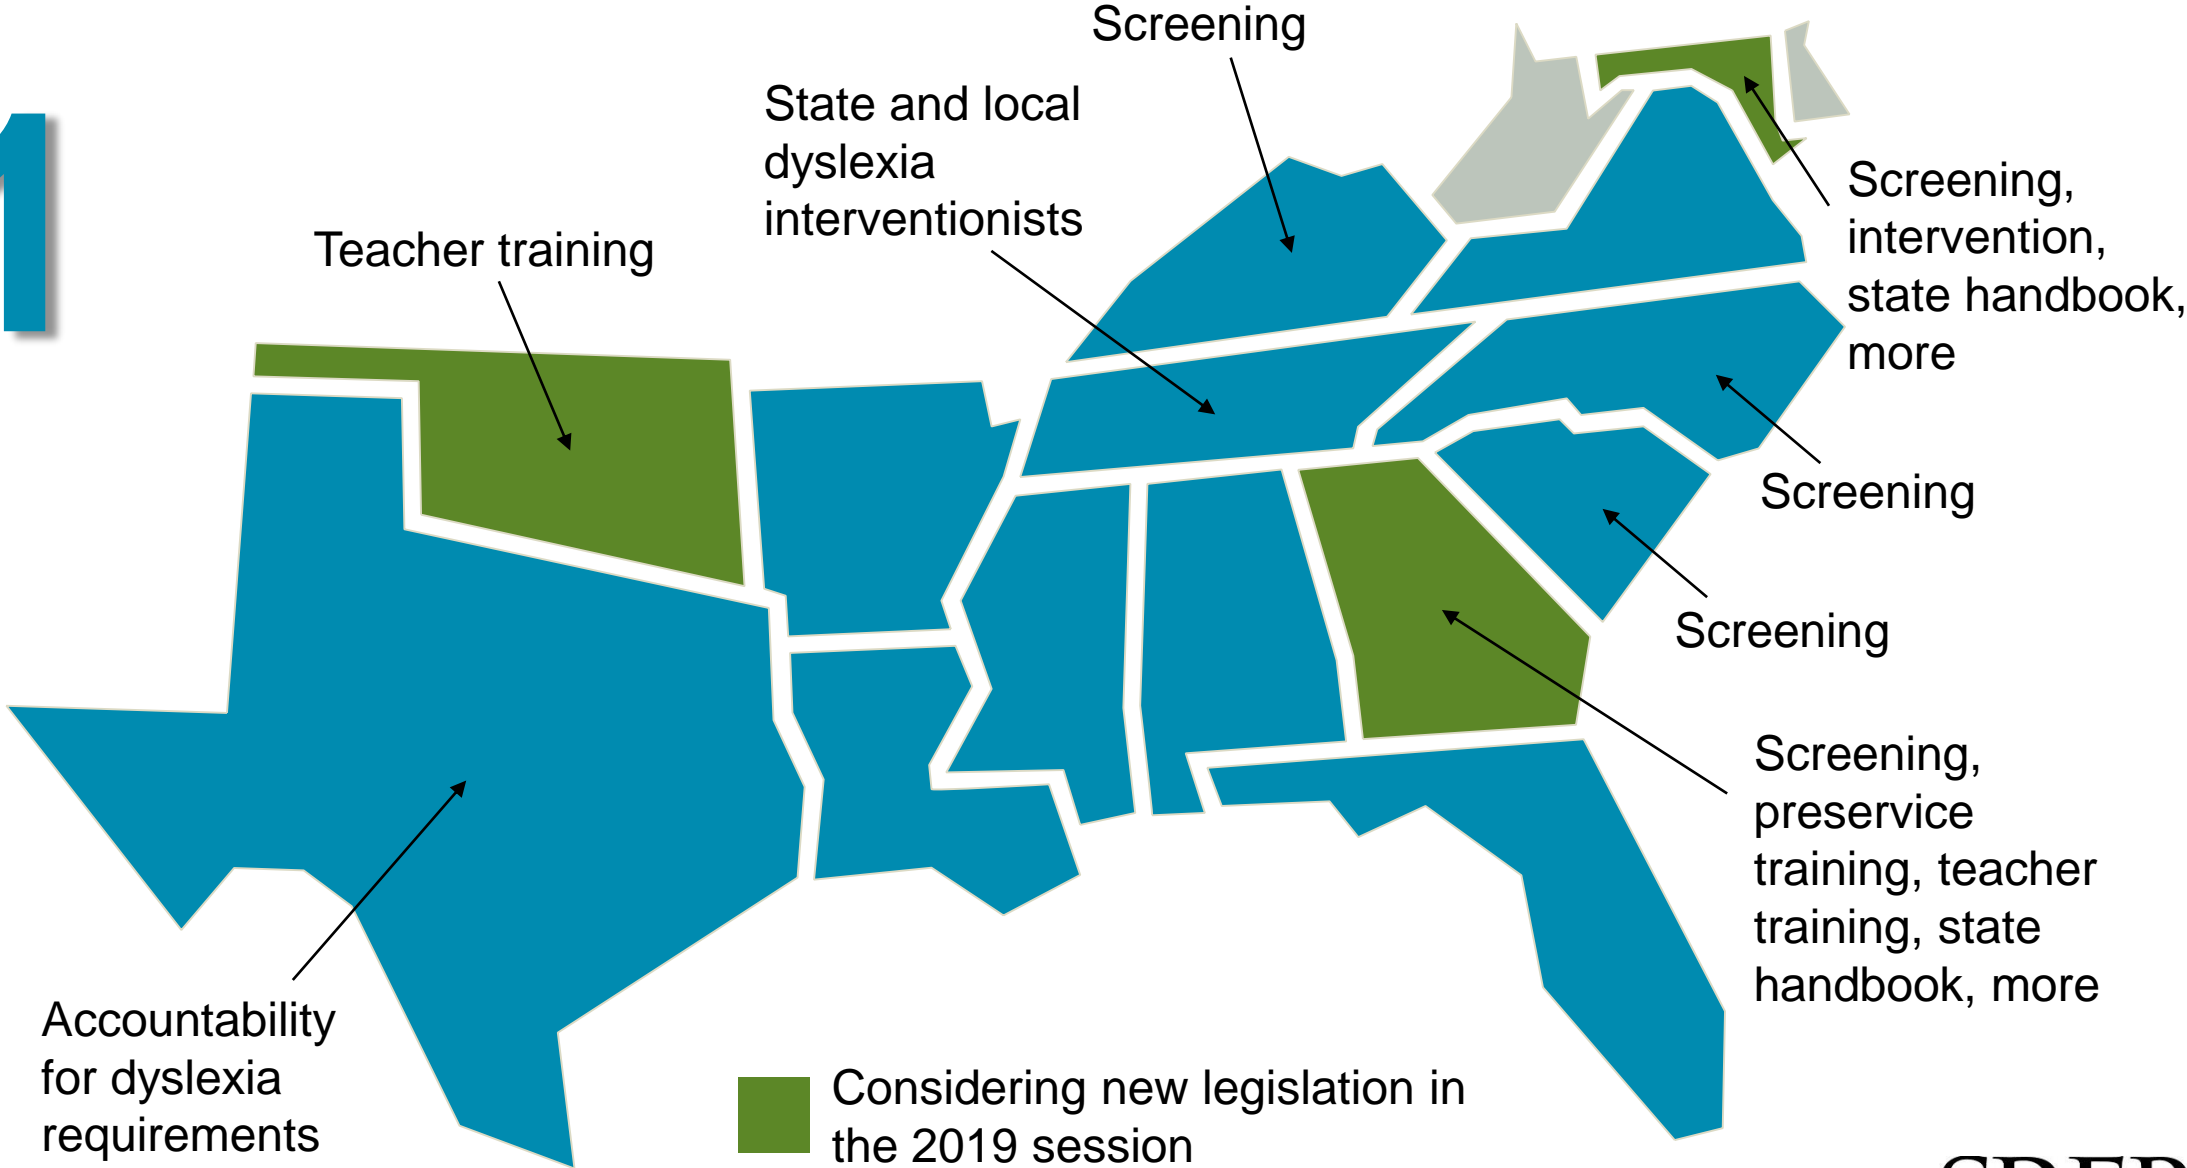 Screening
State and local
dyslexia
interventionists
Teacher training
Screening,
intervention,
state handbook,
more
Screening
Screening
Screening,
preservice
training, teacher
training, state
handbook, more
Accountability
for dyslexia
requirements
Considering new legislation in
the 2019 session